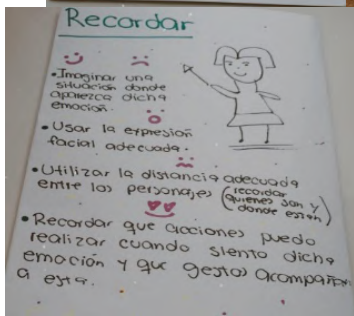 Recordar
• Imaginar una
situación donde
aparezca dicha
emoción.
• Usar la expresión
facial adecuada.
• Utilizar la distancia adecuada
entre los personajes (recordar
quienes son y
donde estan)
• Recordar que acciones puedo
realizar cuando siento dicha
emoción y que gestos acompañan
a esta.